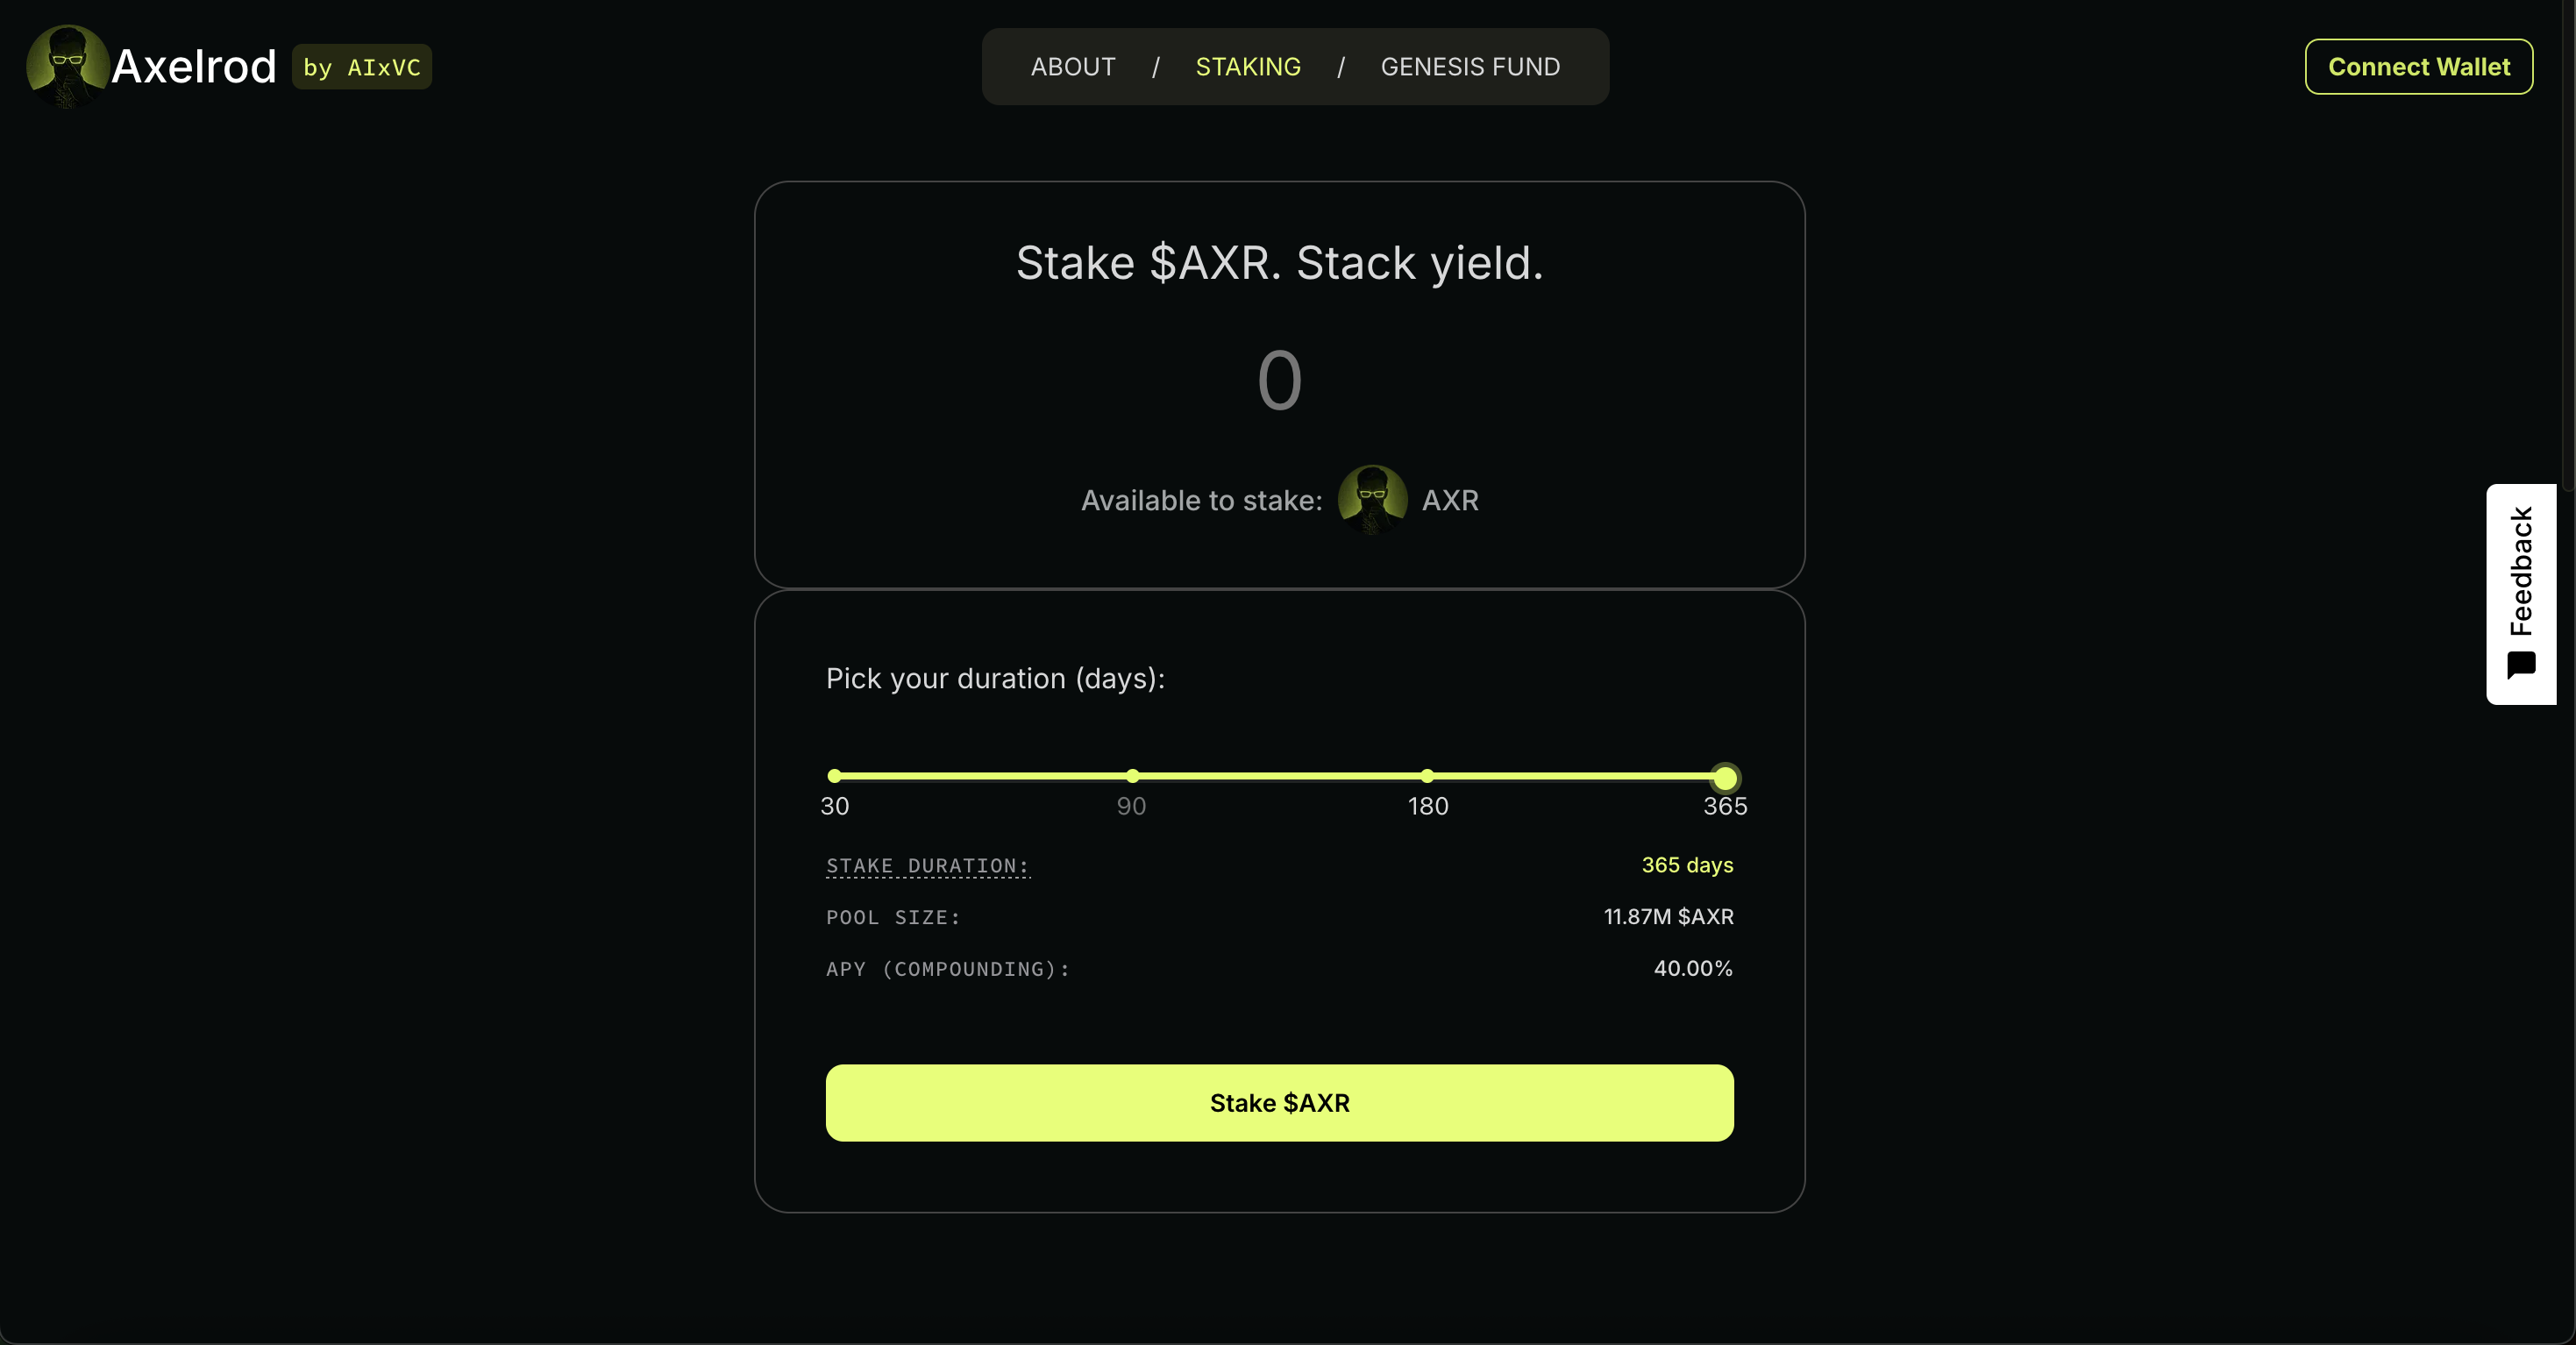 Axelrod by AIxVC
ABOUT / STAKING / GENESIS FUND
Connect Wallet
Stake $AXR. Stack yield.
0
Available to stake: AXR
Feedback
Pick your duration (days):
30 90 180 365
STAKE DURATION: 365 days
POOL SIZE: 11.87M $AXR
APY (COMPOUNDING): 40.00%
Stake $AXR